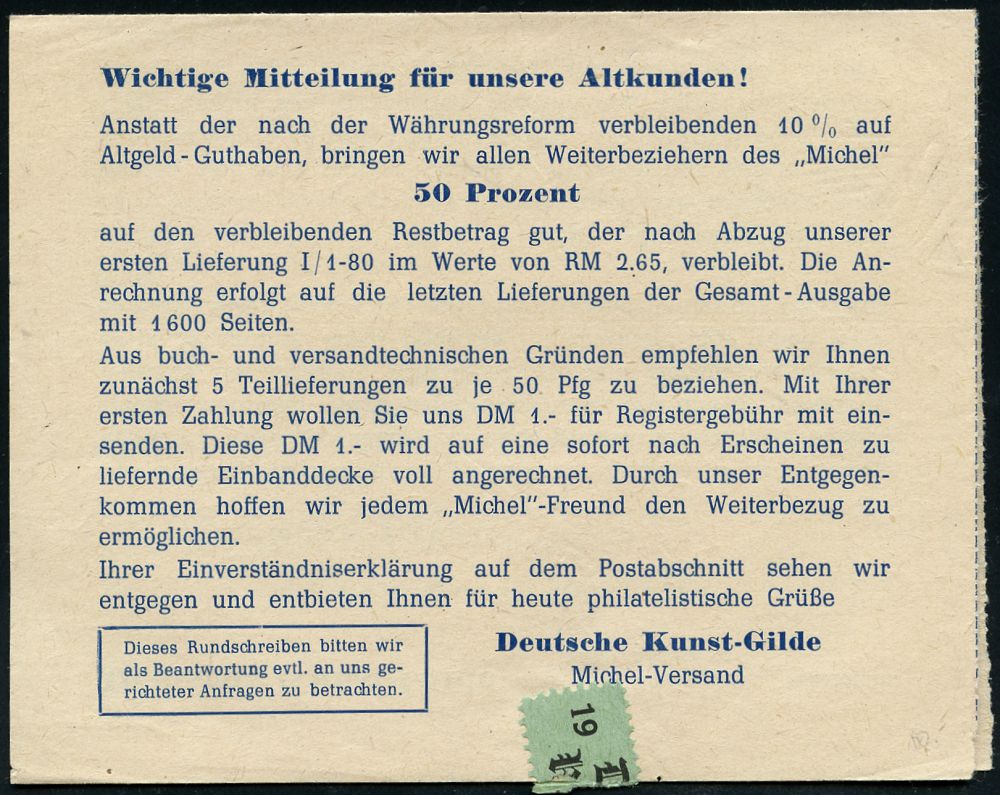 Wichtige Mitteilung für unsere Altkunden!
Anstatt der nach der Währungsreform verbleibenden 10 % auf
Altgeld-Guthaben, bringen wir allen Weiterbeziehern des „Michel"
50 Prozent
auf den verbleibenden Restbetrag gut, der nach Abzug unserer
ersten Lieferung I/1-80 im Werte von RM 2.65, verbleibt. Die An-
rechnung erfolgt auf die letzten Lieferungen der Gesamt-Ausgabe
mit 1600 Seiten.
Aus buch- und versandtechnischen Gründen empfehlen wir Ihnen
zunächst 5 Teillieferungen zu je 50 Pfg zu beziehen. Mit Ihrer
ersten Zahlung wollen Sie uns DM 1.- für Registergebühr mit ein-
senden. Diese DM 1.- wird auf eine sofort nach Erscheinen zu
liefernde Einbanddecke voll angerechnet. Durch unser Entgegen-
kommen hoffen wir jedem „Michel"-Freund den Weiterbezug zu
ermöglichen.
Ihrer Einverständniserklärung auf dem Postabschnitt sehen wir
entgegen und entbieten Ihnen für heute philatelistische Grüße
Dieses Rundschreiben bitten wir
als Beantwortung evtl. an uns ge-
richteter Anfragen zu betrachten.
Deutsche Kunst-Gilde
Michel-Versand
19